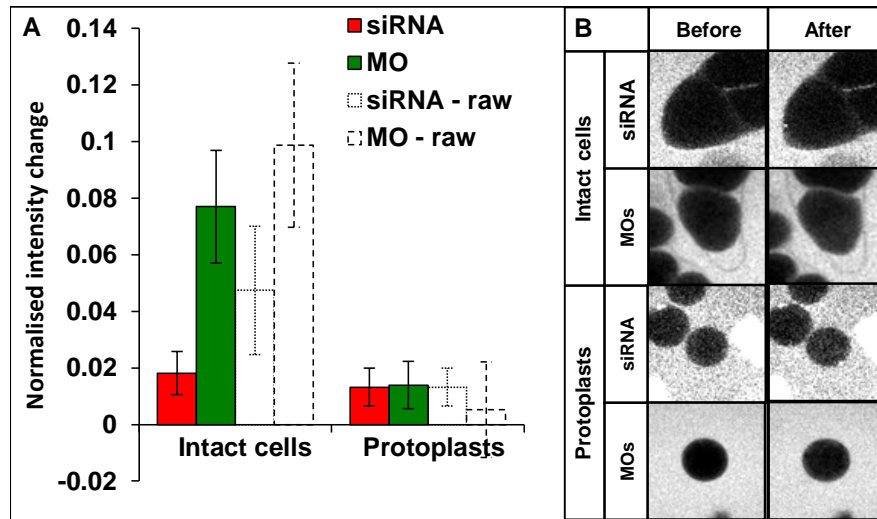 A
Normalised intensity change
0.14
0.12
0.1
0.08
0.06
0.04
0.02
0
-0.02
siRNA
MO
siRNA - raw
MO - raw
Intact cells
Protoplasts
B
Before
After
Intact cells
siRNA
MOs
Protoplasts
siRNA
MOs